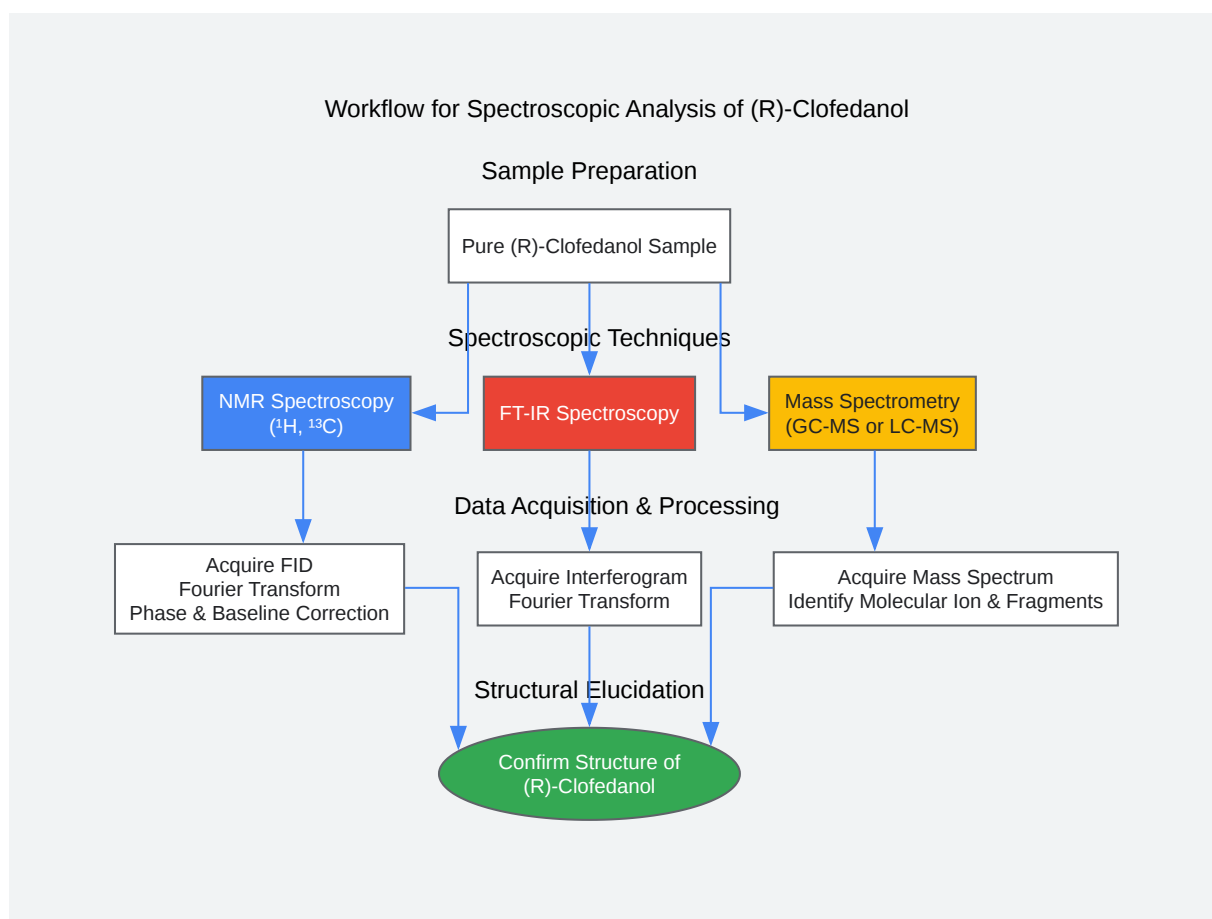 Workflow for Spectroscopic Analysis of (R)-Clofedanol
Sample Preparation
Pure (R)-Clofedanol Sample
Spectroscopic Techniques
NMR Spectroscopy
(¹H, ¹³C)
FT-IR Spectroscopy
Mass Spectrometry
(GC-MS or LC-MS)
Data Acquisition & Processing
Acquire FID
Fourier Transform
Phase & Baseline Correction
Acquire Interferogram
Fourier Transform
Acquire Mass Spectrum
Identify Molecular Ion & Fragments
Structural Elucidation
Confirm Structure of
(R)-Clofedanol